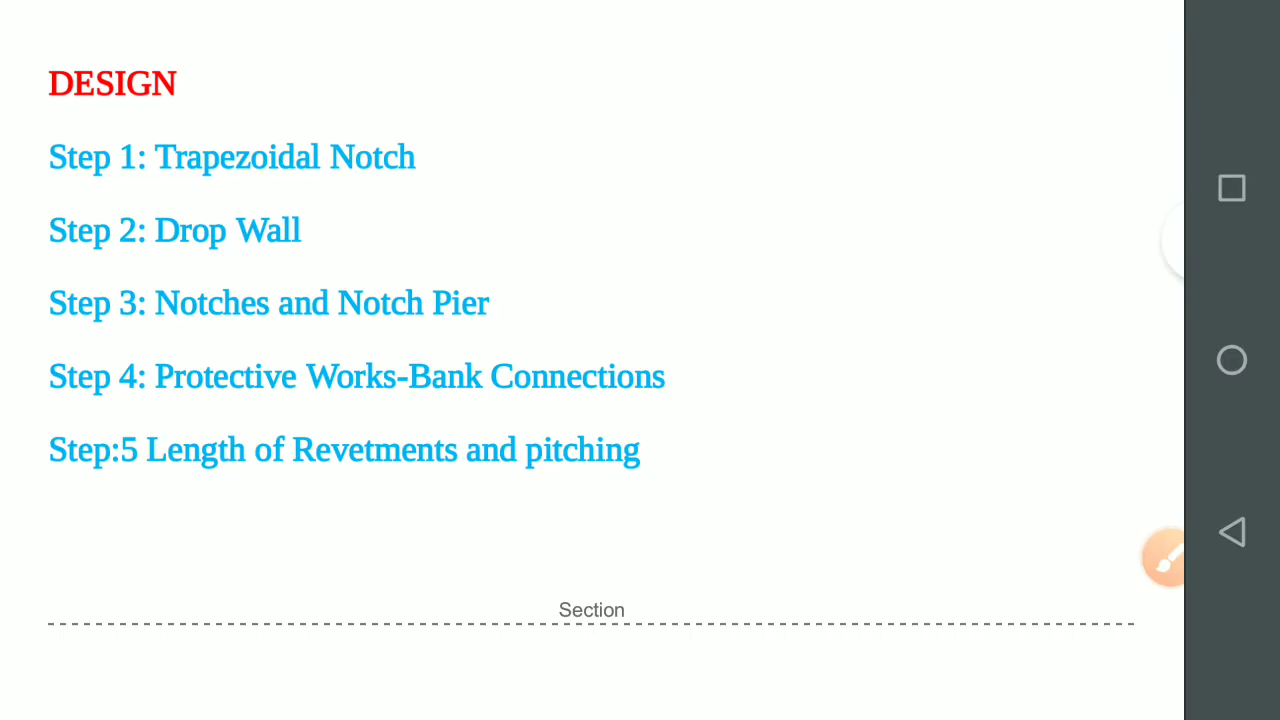 DESIGN
Step 1: Trapezoidal Notch
Step 2: Drop Wall
Step 3: Notches and Notch Pier
Step 4: Protective Works-Bank Connections
Step:5 Length of Revetments and pitching
Section